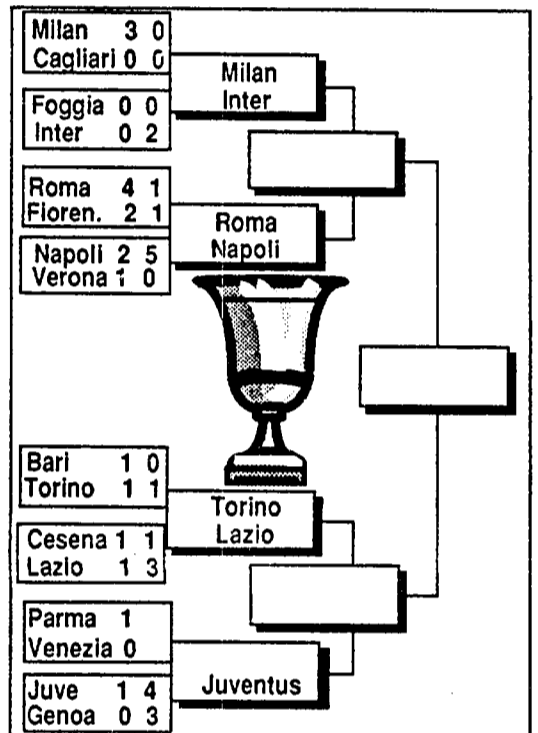 Milan 3 0
Cagliari 0 0
Milan
Inter
Foggia 0 0
Inter 0 2
Roma 4 1
Fioren. 2 1
Roma
Napoli
Napoli 2 5
Verona 1 0
Bari 1 0
Torino 1 1
Torino
Lazio
Cesena 1 1
Lazio 1 3
Parma 1
Venezia 0
Juventus
Juve 1 4
Genoa 0 3